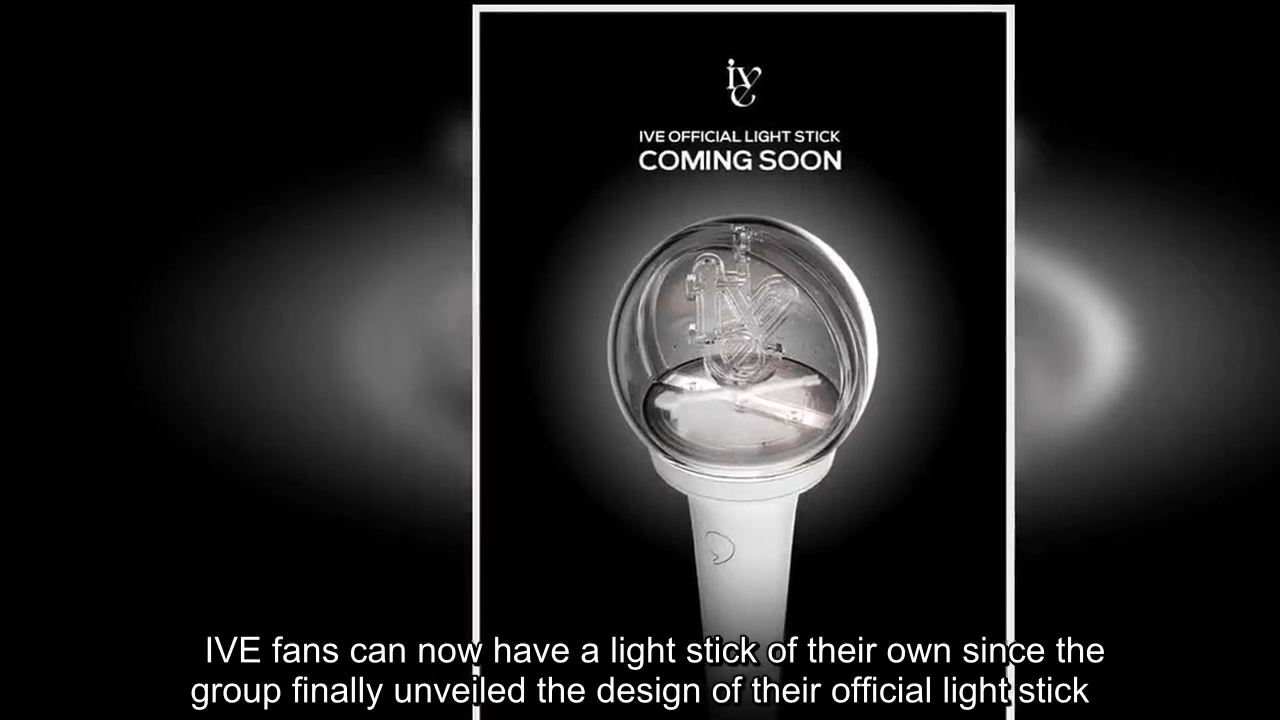 ive
IVE OFFICIAL LIGHT STICK
COMING SOON
IVE fans can now have a light stick of their own since the
group finally unveiled the design of their official light stick